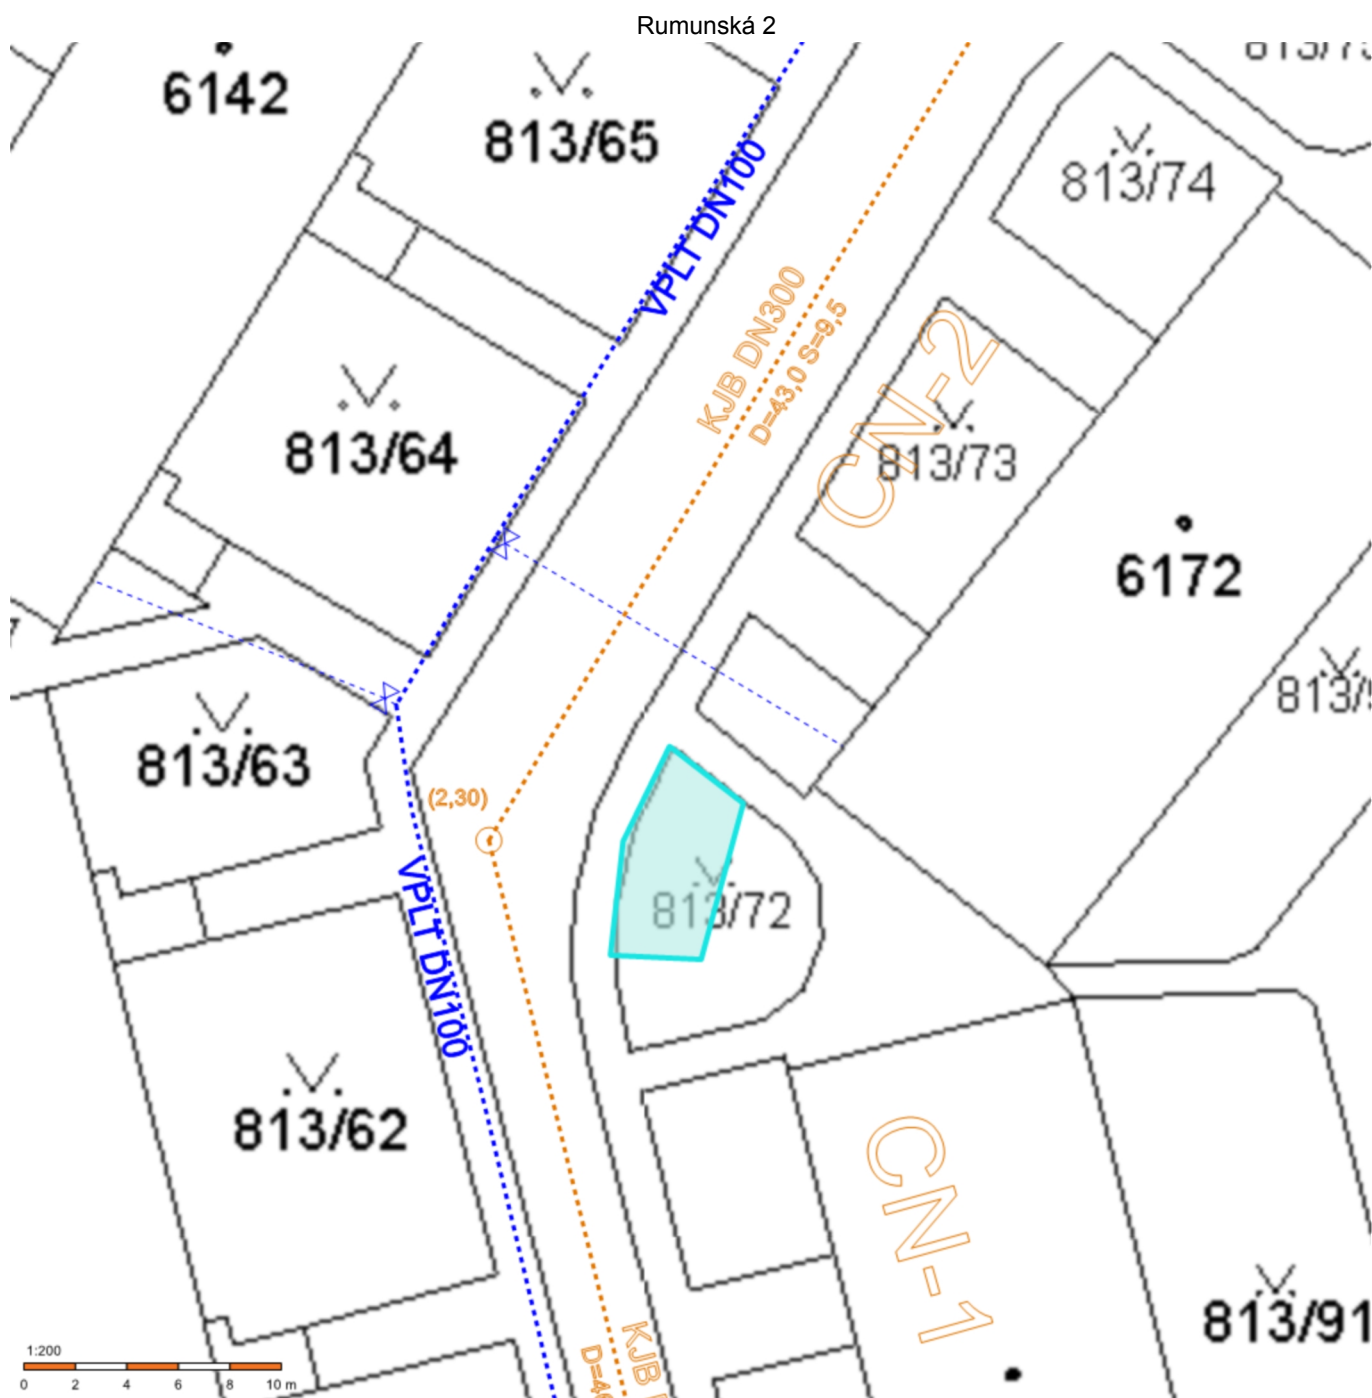 Rumunská 2
6142
813/65
813/74
VPLT DN100
KJB DN300
D=43,0 S=9,5
CN-2
813/64
813/73
6172
813/63
(2,30)
813/72
VPLT DN100
813/62
CN-1
813/91
KJB
1:200
0 2 4 6 8 10 m